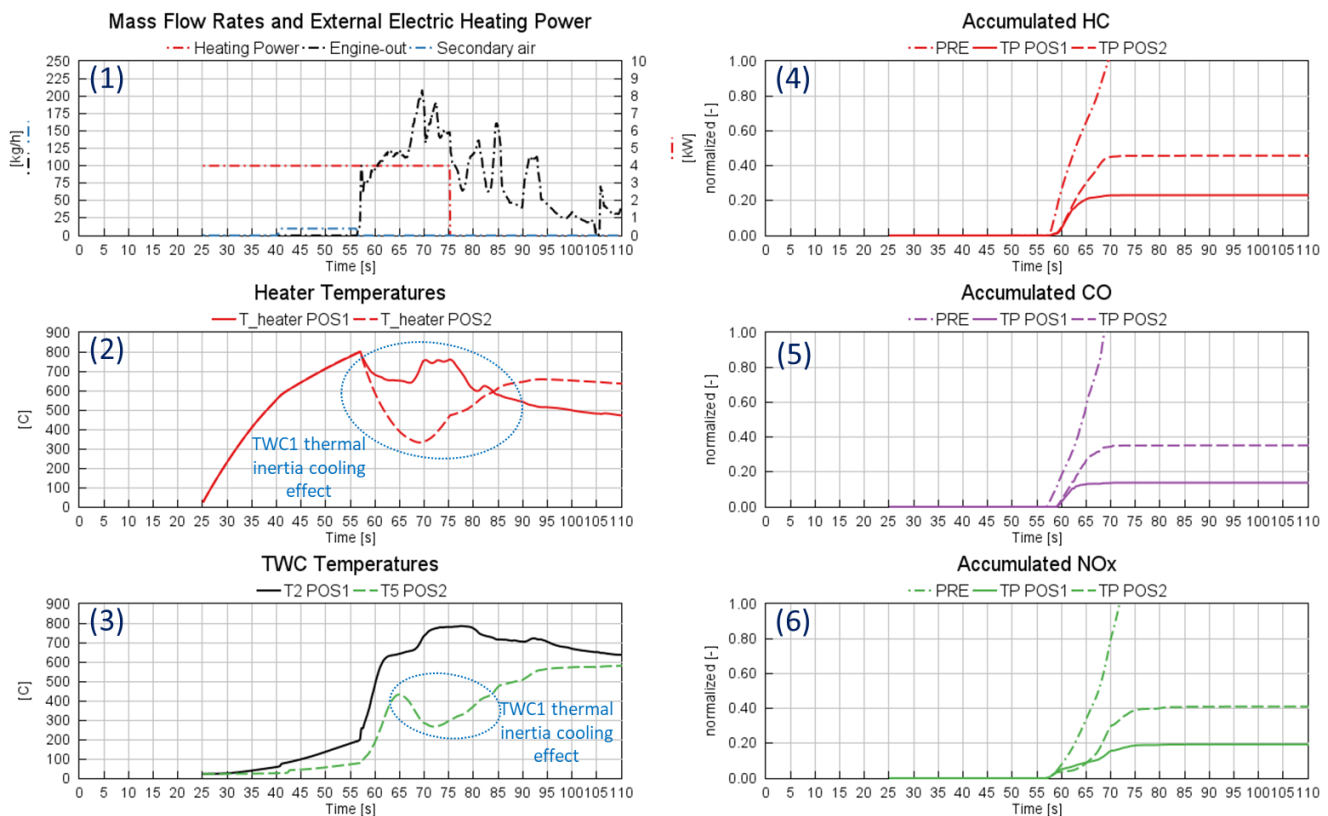 Mass Flow Rates and External Electric Heating Power
Heating Power Engine-out Secondary air
(1)
[kg/h]
250
225
200
175
150
125
100
75
50
25
0
10
9
8
7
6
5
4
3
2
1
0
[kW]
0 5 10 15 20 25 30 35 40 45 50 55 60 65 70 75 80 85 90 95 100105 110
Time [s]
Accumulated HC
PRE TP POS1 TP POS2
(4)
normalized [-]
1.00
0.80
0.60
0.40
0.20
0.00
0 5 10 15 20 25 30 35 40 45 50 55 60 65 70 75 80 85 90 95 100105 110
Time [s]
Heater Temperatures
T_heater POS1 T_heater POS2
(2)
[C]
900
800
700
600
500
400
300
200
100
0
TWC1 thermal
inertia cooling
effect
0 5 10 15 20 25 30 35 40 45 50 55 60 65 70 75 80 85 90 95 100105 110
Time [s]
Accumulated CO
PRE TP POS1 TP POS2
(5)
normalized [-]
1.00
0.80
0.60
0.40
0.20
0.00
0 5 10 15 20 25 30 35 40 45 50 55 60 65 70 75 80 85 90 95 100105 110
Time [s]
TWC Temperatures
T2 POS1 T5 POS2
(3)
[C]
900
800
700
600
500
400
300
200
100
0
TWC1 thermal
inertia cooling
effect
0 5 10 15 20 25 30 35 40 45 50 55 60 65 70 75 80 85 90 95 100105 110
Time [s]
Accumulated NOx
PRE TP POS1 TP POS2
(6)
normalized [-]
1.00
0.80
0.60
0.40
0.20
0.00
0 5 10 15 20 25 30 35 40 45 50 55 60 65 70 75 80 85 90 95 100105 110
Time [s]